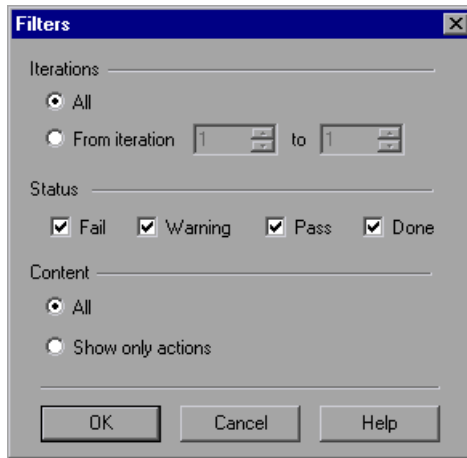 Filters
Iterations
All
From iteration 1 to 1
Status
Fail Warning Pass Done
Content
All
Show only actions
OK Cancel Help